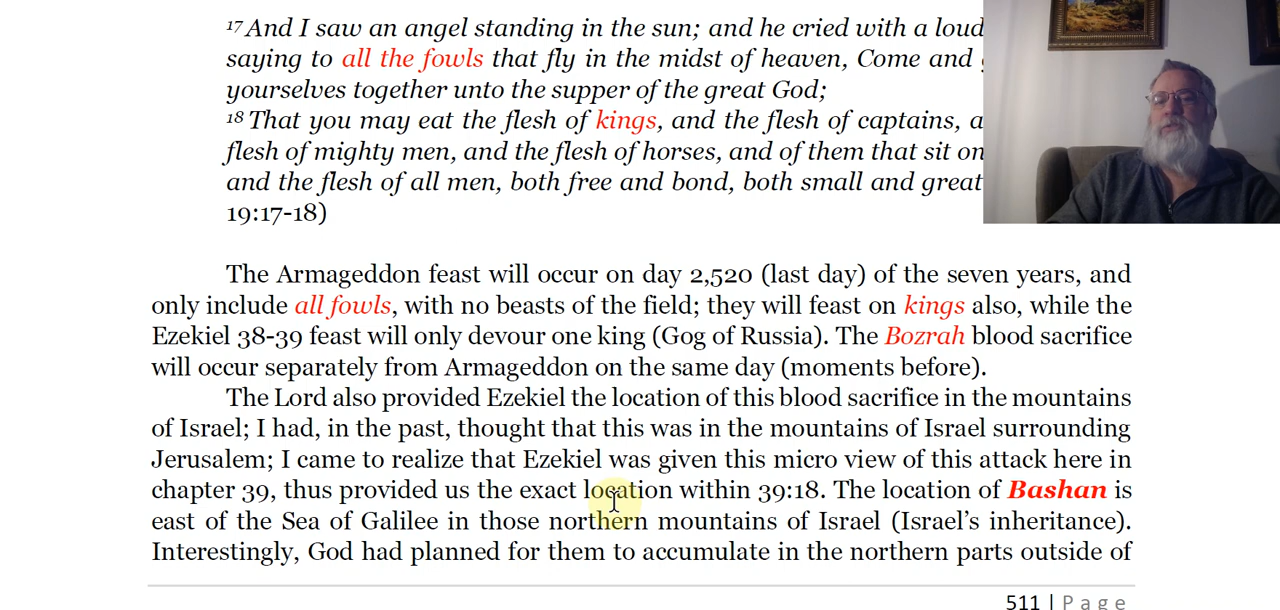 17 And I saw an angel standing in the sun; and he cried with a loud
saying to all the fowls that fly in the midst of heaven, Come and
yourselves together unto the supper of the great God;
18 That you may eat the flesh of kings, and the flesh of captains, a
flesh of mighty men, and the flesh of horses, and of them that sit on
and the flesh of all men, both free and bond, both small and great
19:17-18)
The Armageddon feast will occur on day 2,520 (last day) of the seven years, and
only include all fowls, with no beasts of the field; they will feast on kings also, while the
Ezekiel 38-39 feast will only devour one king (Gog of Russia). The Bozrah blood sacrifice
will occur separately from Armageddon on the same day (moments before).
The Lord also provided Ezekiel the location of this blood sacrifice in the mountains
of Israel; I had, in the past, thought that this was in the mountains of Israel surrounding
Jerusalem; I came to realize that Ezekiel was given this micro view of this attack here in
chapter 39, thus provided us the exact location within 39:18. The location of Bashan is
east of the Sea of Galilee in those northern mountains of Israel (Israel's inheritance).
Interestingly, God had planned for them to accumulate in the northern parts outside of
511 | Page